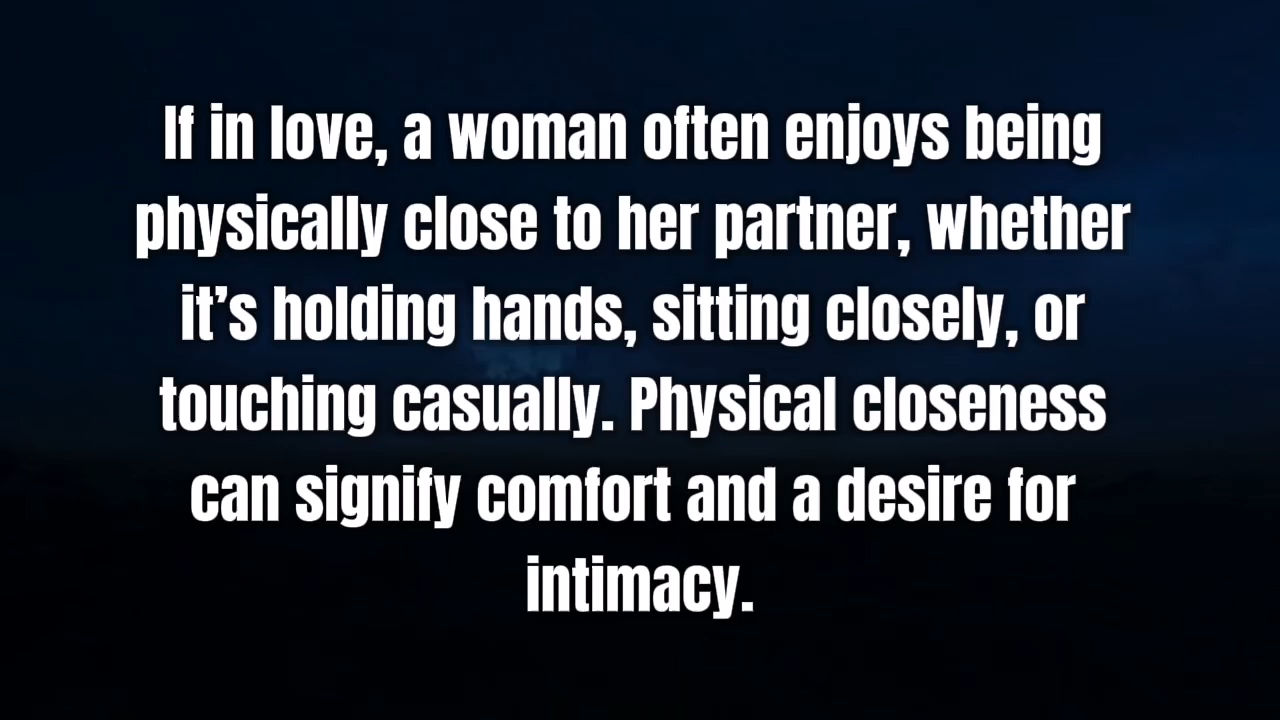 If in love, a woman often enjoys being
physically close to her partner, whether
it’s holding hands, sitting closely, or
touching casually. Physical closeness
can signify comfort and a desire for
intimacy.